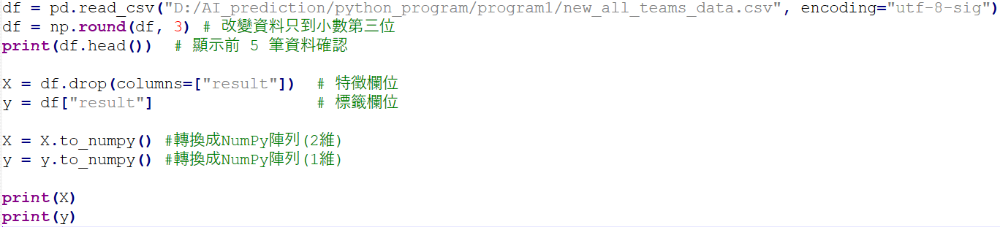 df = pd.read_csv("D:/AI_prediction/python_program/program1/new_all_teams_data.csv", encoding="utf-8-sig")
df = np.round(df, 3) # 改變資料只到小數第三位
print(df.head())  # 顯示前 5 筆資料確認
X = df.drop(columns=["result"])  # 特徵欄位
y = df["result"]             # 標籤欄位
X = X.to_numpy() #轉換成NumPy陣列(2維)
y = y.to_numpy() #轉換成NumPy陣列(1維)
print(X)
print(y)